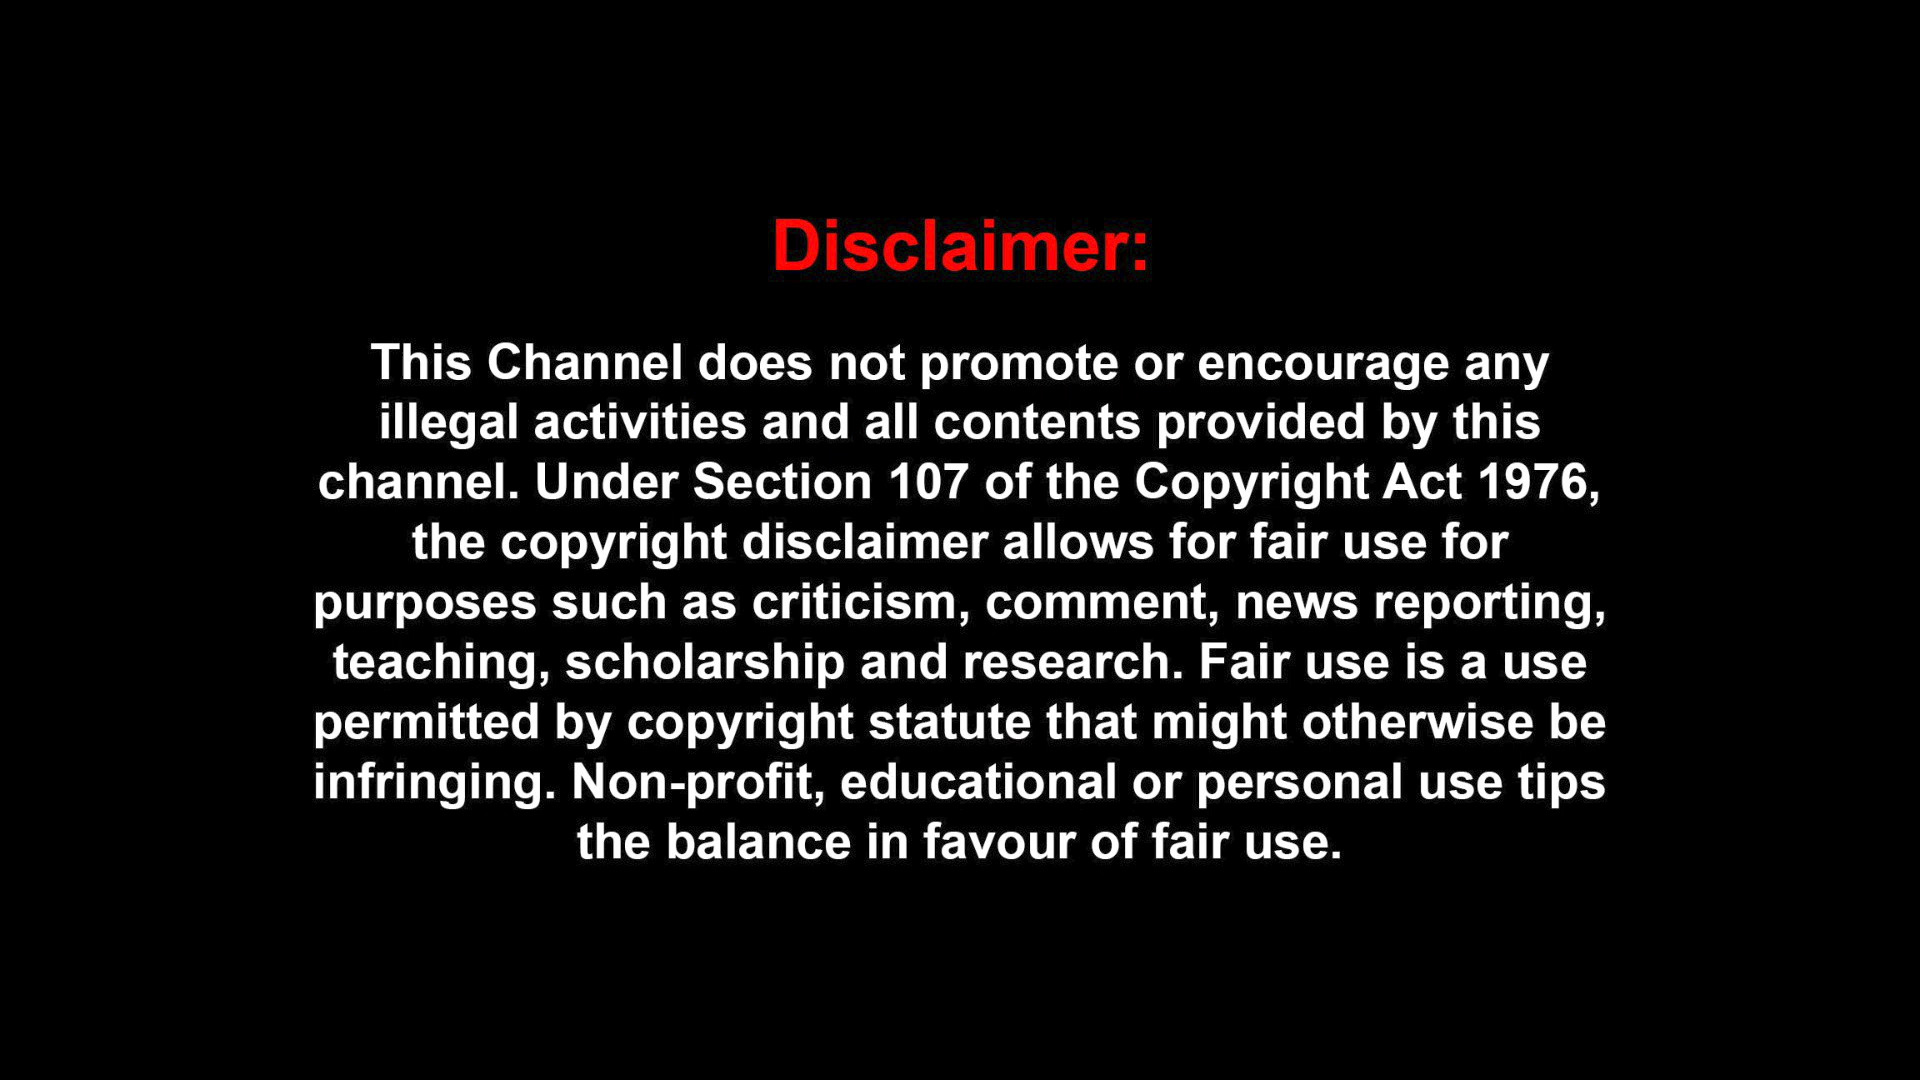 Disclaimer:
This Channel does not promote or encourage any
illegal activities and all contents provided by this
channel. Under Section 107 of the Copyright Act 1976,
the copyright disclaimer allows for fair use for
purposes such as criticism, comment, news reporting,
teaching, scholarship and research. Fair use is a use
permitted by copyright statute that might otherwise be
infringing. Non-profit, educational or personal use tips
the balance in favour of fair use.